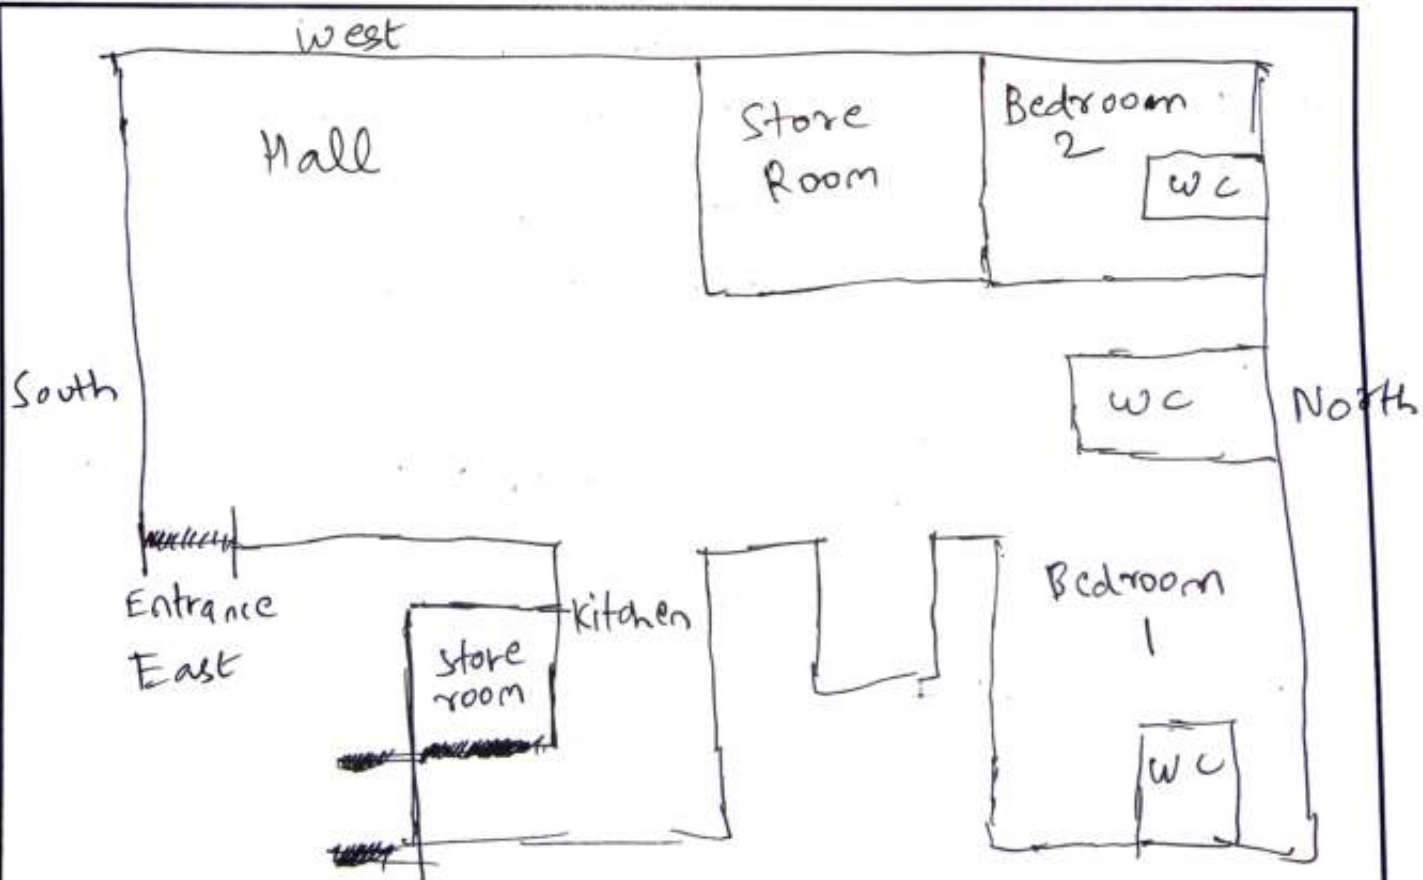 West
Hall
Store
Room
Bedroom
2
WC
South
WC
North
Entrance
East
Kitchen
store
room
Bedroom
1
WC